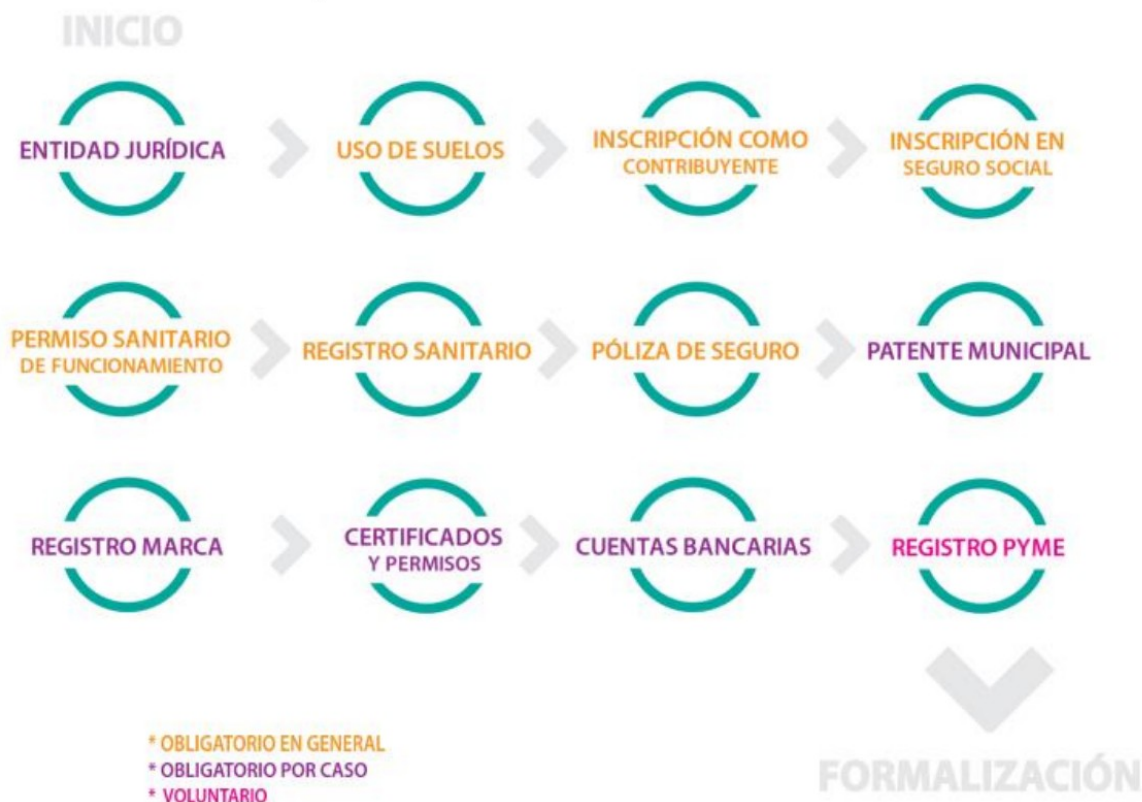 INICIO
ENTIDAD JURÍDICA
USO DE SUELOS
INSCRIPCIÓN COMO
CONTRIBUYENTE
INSCRIPCIÓN EN
SEGURO SOCIAL
PERMISO SANITARIO
DE FUNCIONAMIENTO
REGISTRO SANITARIO
PÓLIZA DE SEGURO
PATENTE MUNICIPAL
REGISTRO MARCA
CERTIFICADOS
Y PERMISOS
CUENTAS BANCARIAS
REGISTRO PYME
* OBLIGATORIO EN GENERAL
* OBLIGATORIO POR CASO
* VOLUNTARIO
FORMALIZACIÓN